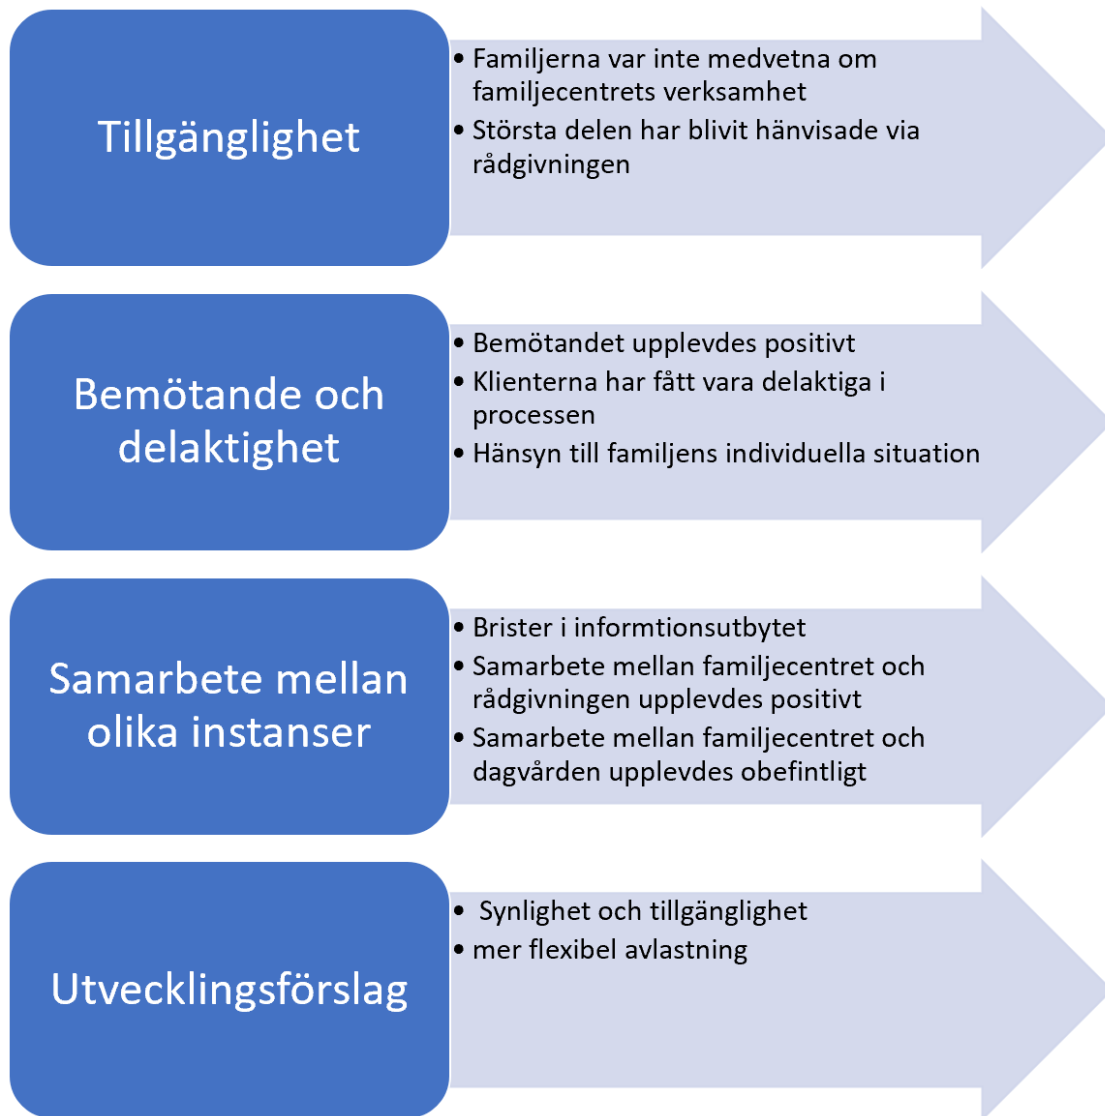 Tillgänglighet
• Familjerna var inte medvetna om
familjecentrets verksamhet
• Största delen har blivit hänvisade via
rådgivningen
Bemötande och
delaktighet
• Bemötandet upplevdes positivt
• Klienterna har fått vara delaktiga i
processen
• Hänsyn till familjens individuella situation
Samarbete mellan
olika instanser
• Brister i informtionsutbytet
• Samarbete mellan familjecentret och
rådgivningen upplevdes positivt
• Samarbete mellan familjecentret och
dagvården upplevdes obefintligt
Utvecklingsförslag
• Synlighet och tillgänglighet
• mer flexibel avlastning